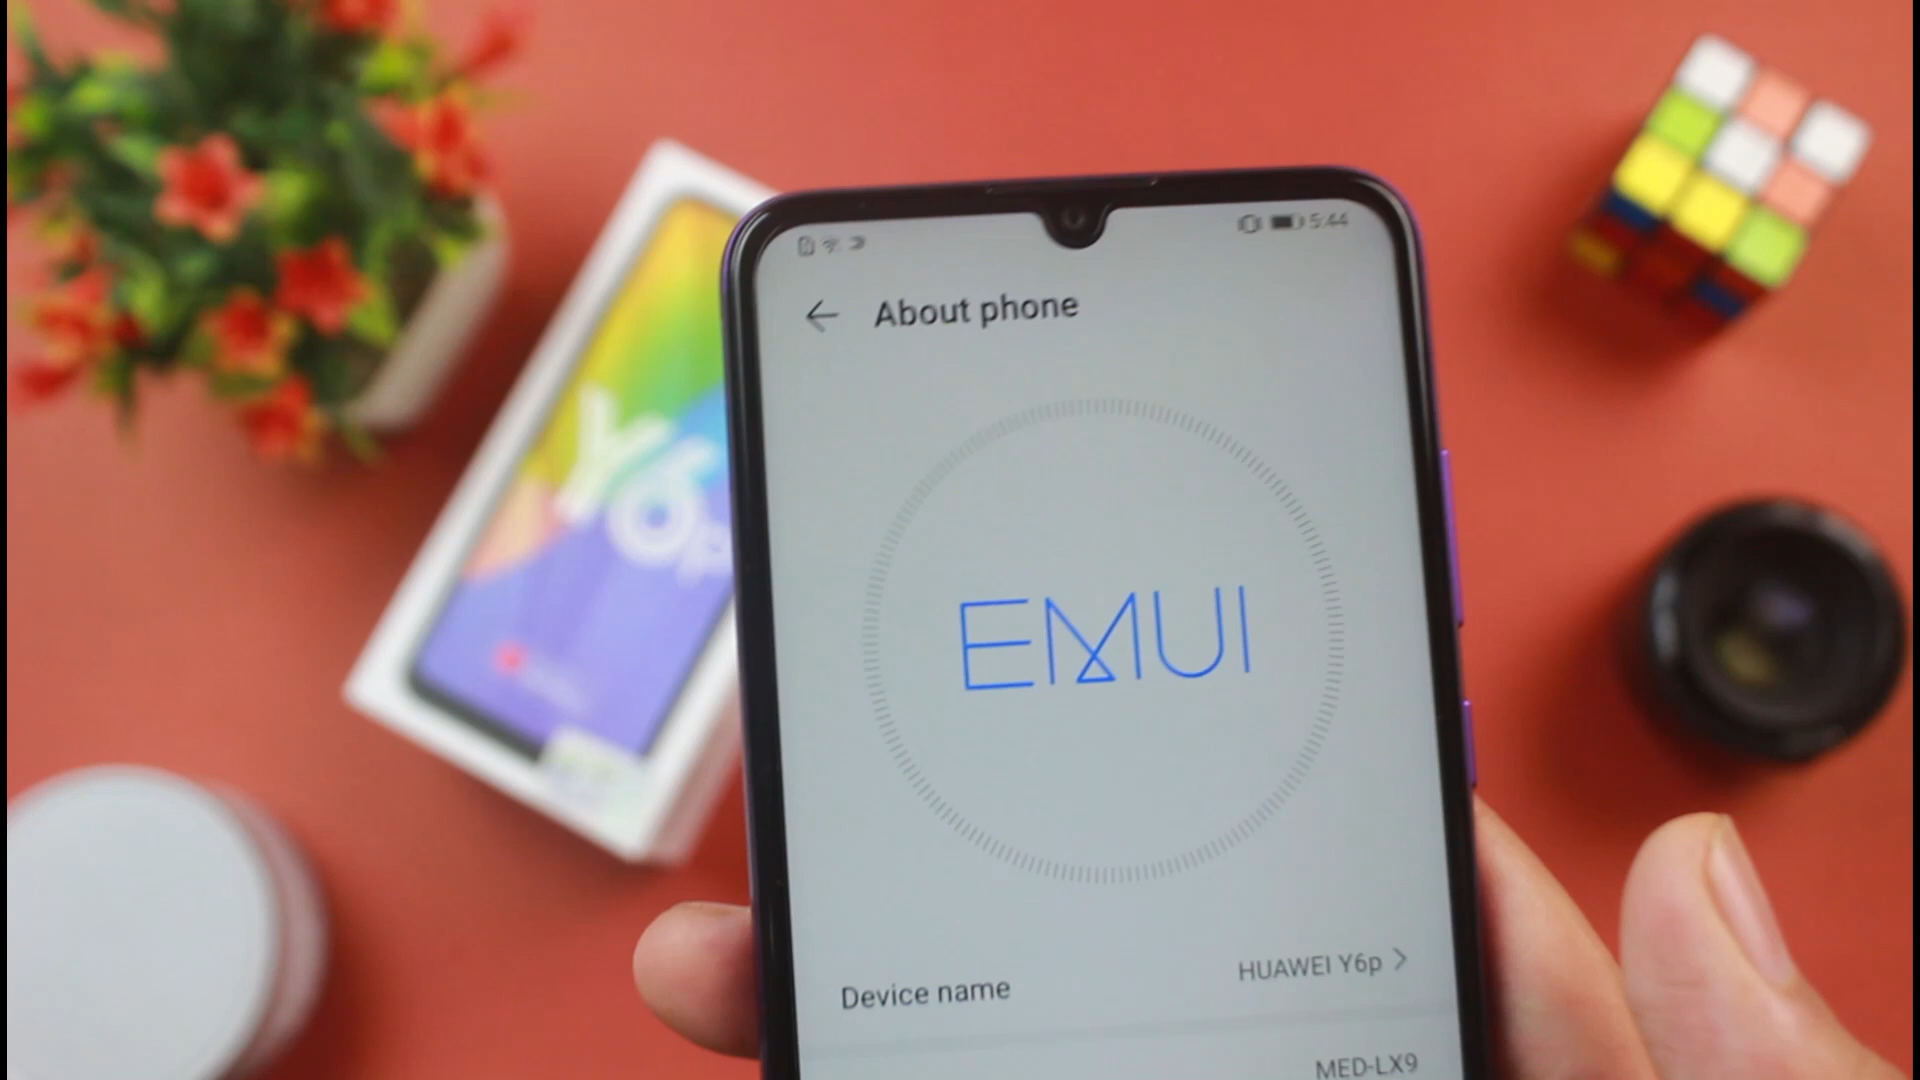 5:44
About phone
Y6p
EMUI
Device name
HUAWEI Y6p
MED-LX9